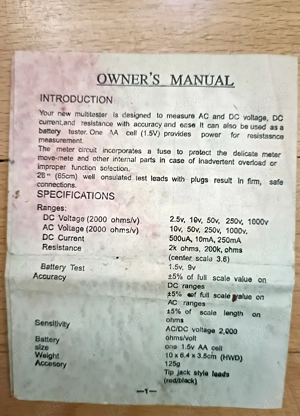 OWNER'S MANUAL
INTRODUCTION
Your new multitester is designed to measure AC and DC voltage, DC
current,and resistance with accuracy and ease It can also be used as a
battery tester. One AA cell (1.5V) provides power for resistasnce
measurement.
The meter circuit incorporates a fuse to protect the delicate meter
move-mete and other internal parts in case of inadvertent overload or
improper function selection.
26" (65cm) well onulated test leads with plugs result in firm, safe
connections.
SPECIFICATIONS
Ranges:
DC Voltage (2000 ohms/v) 2.5v, 10v, 50v, 250v, 1000v
AC Voltage (2000 ohms/v) 10v, 50v, 250v, 1000v
DC Current 500uA, 10mA, 250mA
Resistance 2k ohms, 200k, ohms
(center scale 3.6)
Battery Test 1.5V, 9v
Accuracy ±5% of full scale value on
DC ranges
±5% of full scale value on
AC ranges
±5% of scale length on
ohms
Sensitivity AC/DC voltage 2,000
ohms/volt
Battery one 1.5V AA cell
size 10 x 6.4 x 3.5cm (HWD)
Weight 125g
Accesory Tip jack style leads
(red/black)
—1—